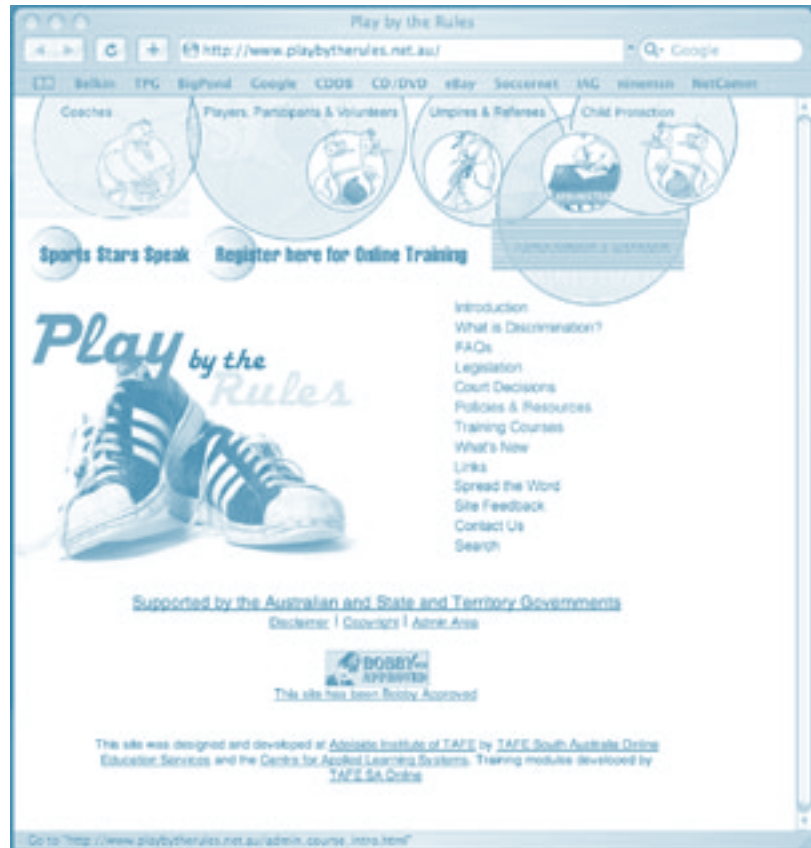 Play by the Rules
http://www.playbytherules.net.au/
Google
Belkin TPG BigPond Google CDDB CD/DVD eBay Soccernet ING ninemsn NetComm
Coaches
Players, Participants & Volunteers
Umpires & Referees
Child Protection
Sports Stars Speak
Register here for Online Training
Play by the Rules
Introduction
What is Discrimination?
FAQs
Legislation
Court Decisions
Policies & Resources
Training Courses
What's New
Links
Spread the Word
Site Feedback
Contact Us
Search
Supported by the Australian and State and Territory Governments
Disclaimer | Copyright | Admin Area
BOBBY
APPROVED
This site has been Bobby Approved
This site was designed and developed at Adelaide Institute of TAFE by TAFE South Australia Online
Education Services and the Centre for Applied Learning Systems. Training modules developed by
TAFE SA Online
Go to "http://www.playbytherules.net.au/admin_course_intro.html"